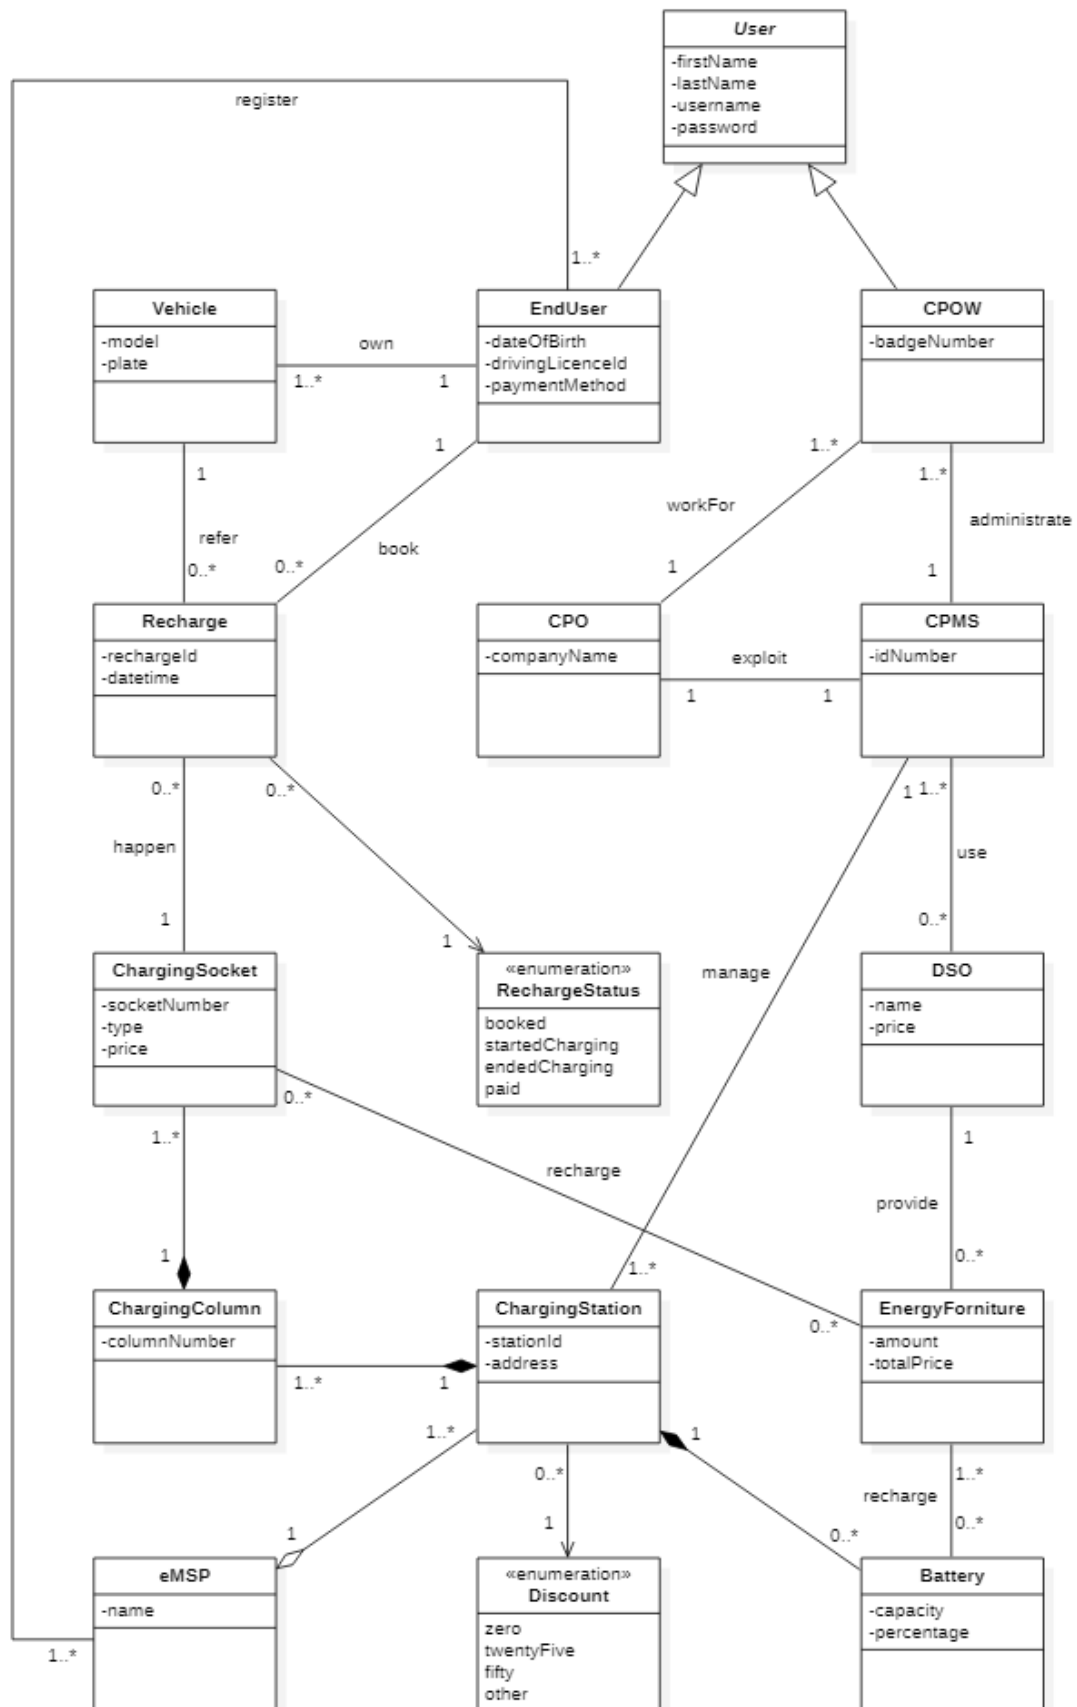 User
-firstName
-lastName
-username
-password
register
1..*
Vehicle
-model
-plate
own
1..*
1
EndUser
-dateOfBirth
-drivingLicenceId
-paymentMethod
CPOW
-badgeNumber
1
refer
0..*
1
book
0..*
1..*
workFor
1
1..*
administrate
1
Recharge
-rechargeId
-datetime
CPO
-companyName
exploit
1
1
CPMS
-idNumber
0..*
happen
1
0..*
1
1
manage
1..*
1..*
use
0..*
ChargingSocket
-socketNumber
-type
-price
«enumeration»
RechargeStatus
booked
startedCharging
endedCharging
paid
DSO
-name
-price
0..*
recharge
0..*
1..*
1
1
provide
0..*
ChargingColumn
-columnNumber
1..*
1
ChargingStation
-stationId
-address
EnergyForniture
-amount
-totalPrice
1..*
1
0..*
1
1
0..*
1..*
recharge
0..*
eMSP
-name
1..*
«enumeration»
Discount
zero
twentyFive
fifty
other
Battery
-capacity
-percentage